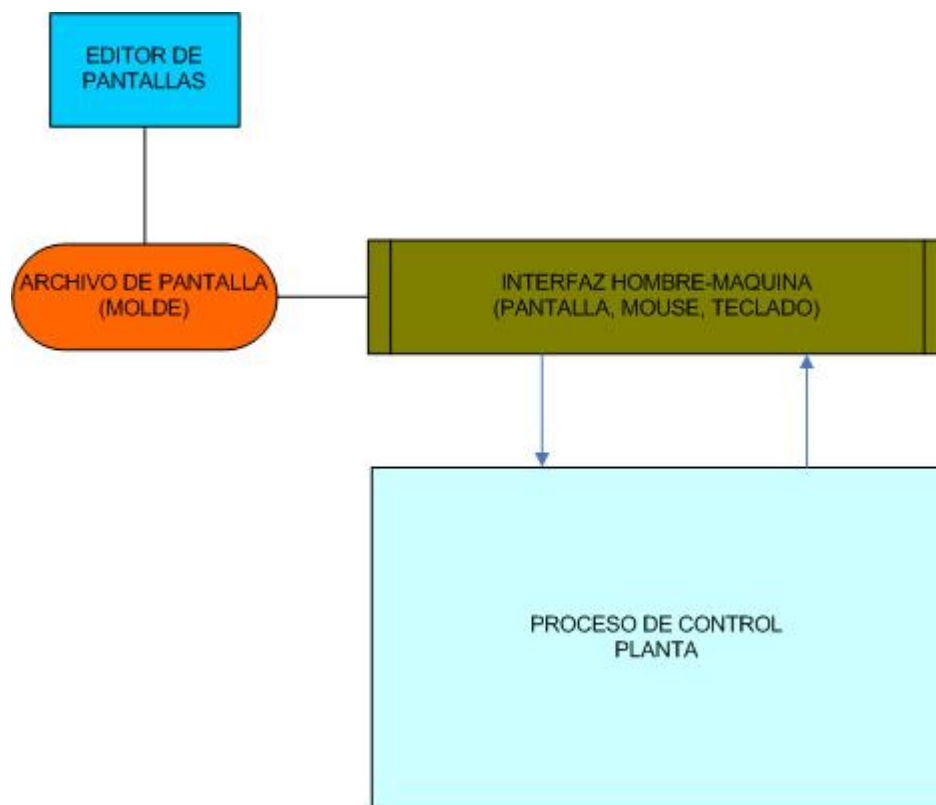 EDITOR DE
PANTALLAS
ARCHIVO DE PANTALLA
(MOLDE)
INTERFAZ HOMBRE-MAQUINA
(PANTALLA, MOUSE, TECLADO)
PROCESO DE CONTROL
PLANTA